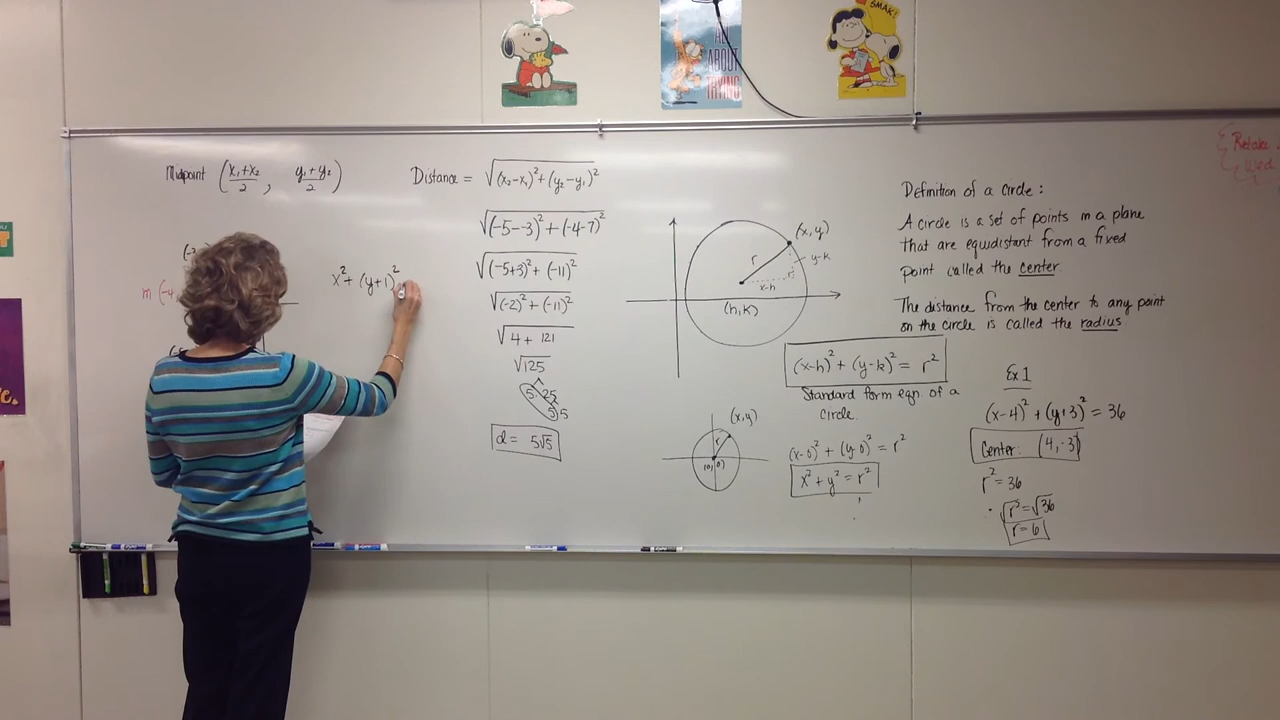 SMAK!
ALL
ABOUT
TRYING
Midpoint (x₁+x₂/2, y₁+y₂/2)
m (-4,
x² + (y+1)²
Distance = √(x₂-x₁)² + (y₂-y₁)²
√(-5--3)² + (-4-7)²
√(-5+3)² + (-11)²
√(-2)² + (-11)²
√4 + 121
√125
5 25
5 5
d = 5√5
(x,y)
r
y-k
x-h
(h,k)
(x-h)² + (y-k)² = r²
Standard form eqn. of a
circle.
(x,y)
r
(0,0)
(x-0)² + (y-0)² = r²
x² + y² = r²
Definition of a circle:
A circle is a set of points in a plane
that are equidistant from a fixed
point called the center.
The distance from the center to any point
on the circle is called the radius
Ex 1
(x-4)² + (y+3)² = 36
Center: (4,-3)
r² = 36
√r² = √36
r = 6
Retake
Wed.